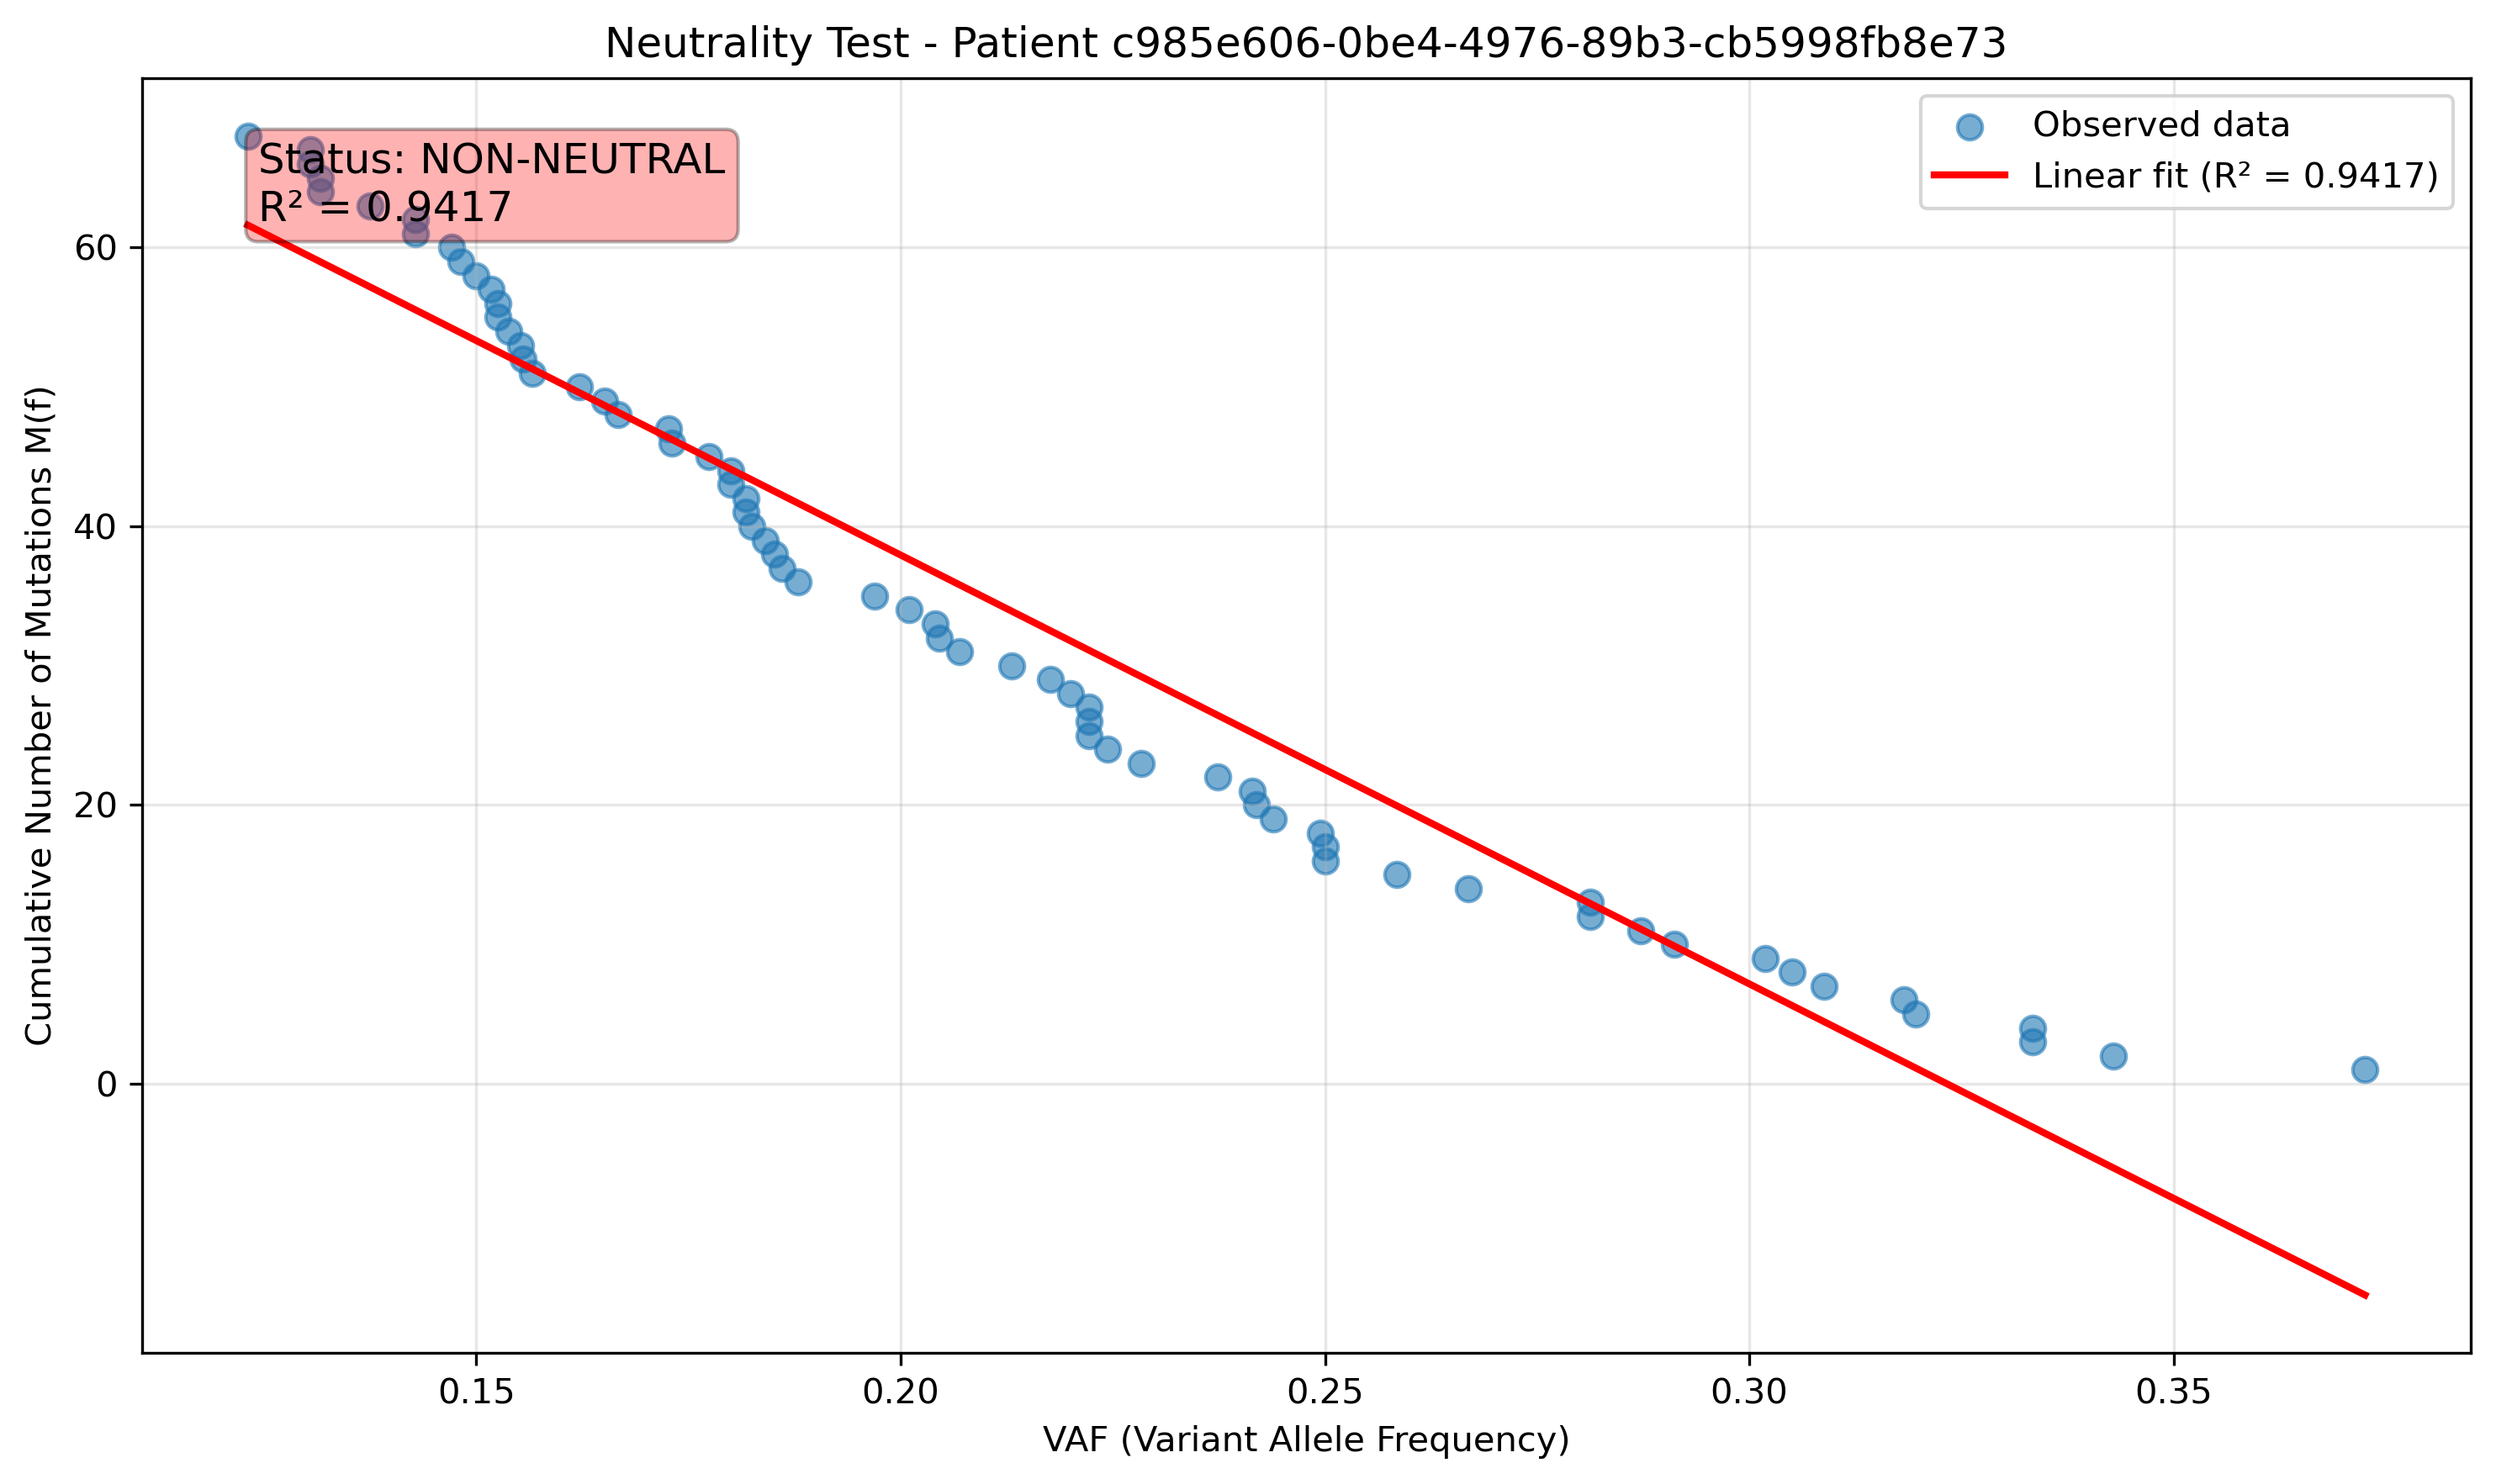 Neutrality Test - Patient c985e606-0be4-4976-89b3-cb5998fb8e73
Observed data
Linear fit (R² = 0.9417)
Status: NON-NEUTRAL
R² = 0.9417
Cumulative Number of Mutations M(f)
60
40
20
0
0.15
0.20
0.25
0.30
0.35
VAF (Variant Allele Frequency)